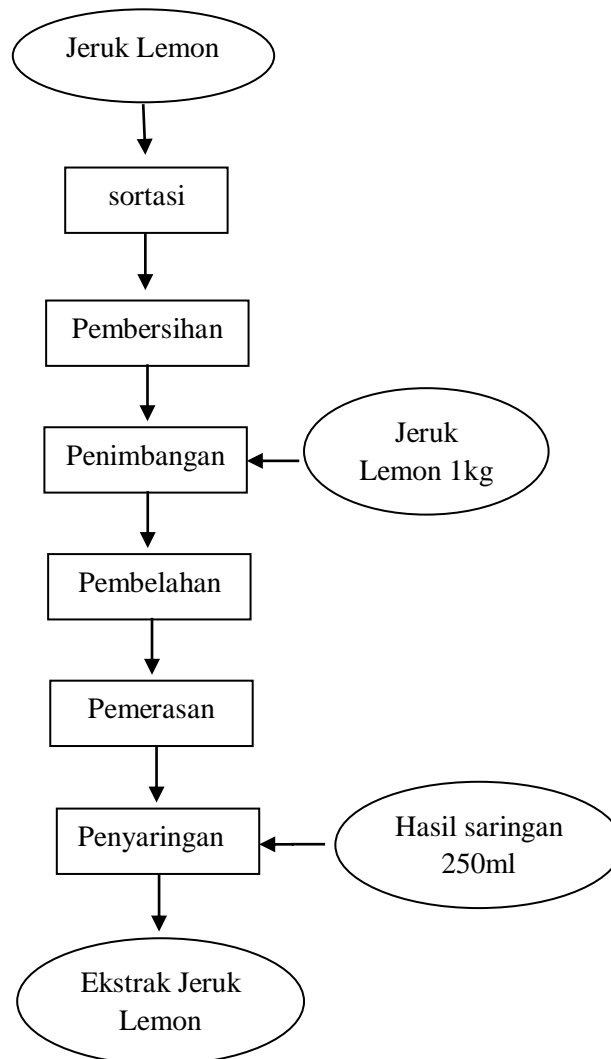 Jeruk Lemon
sortasi
Pembersihan
Penimbangan
Jeruk
Lemon 1kg
Pembelahan
Pemerasan
Penyaringan
Hasil saringan
250ml
Ekstrak Jeruk
Lemon